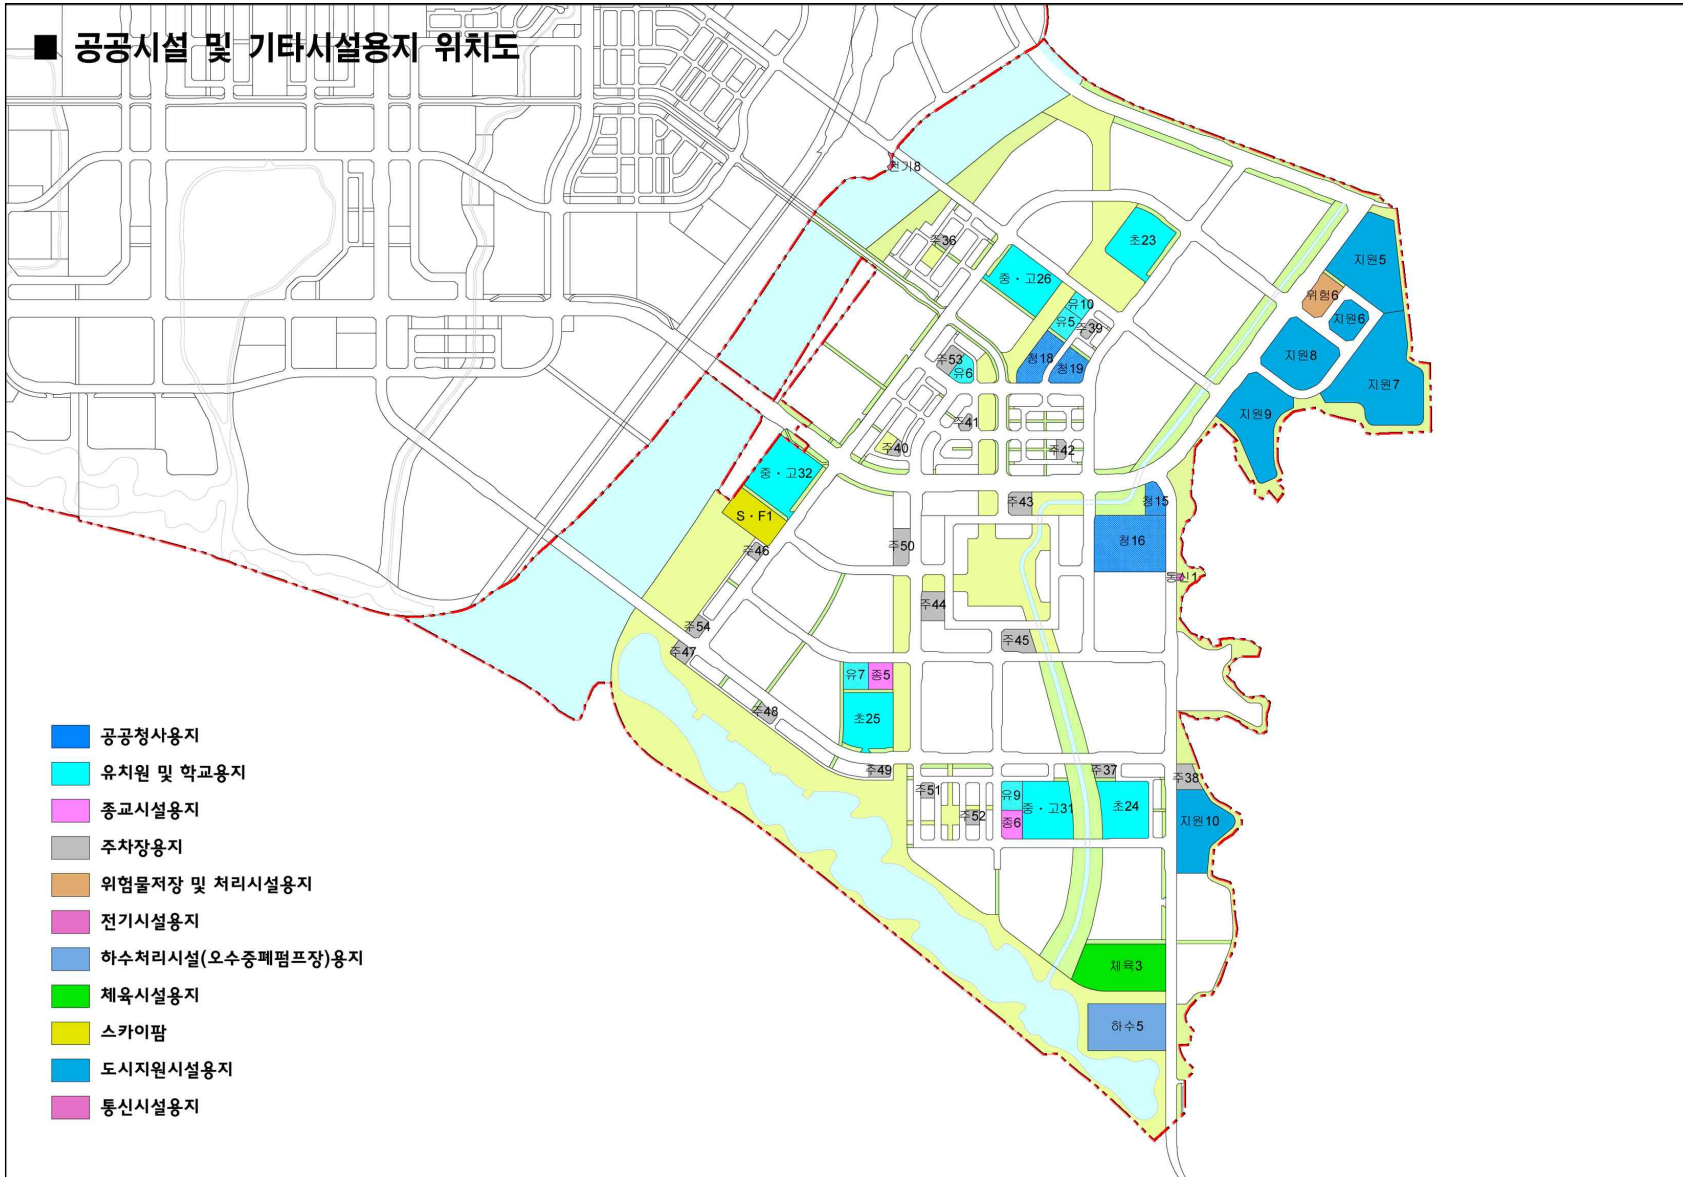 ■ 공공시설 및 기타시설용지 위치도
전기8
주36
초23
중·고26
지원5
위험6
지원6
유10
유5
주39
지원8
청18
청19
주53
유6
지원7
지원9
주41
주40
주42
중·고32
S·F1
주43
청15
청16
주46
주50
통신1
주44
주54
주45
주47
유7
종5
주48
초25
주49
주37
주38
주51
유9
중·고31
초24
주52
종6
지원10
체육3
하수5
공공청사용지
유치원 및 학교용지
종교시설용지
주차장용지
위험물저장 및 처리시설용지
전기시설용지
하수처리시설(오수중폐펌프장)용지
체육시설용지
스카이팜
도시지원시설용지
통신시설용지